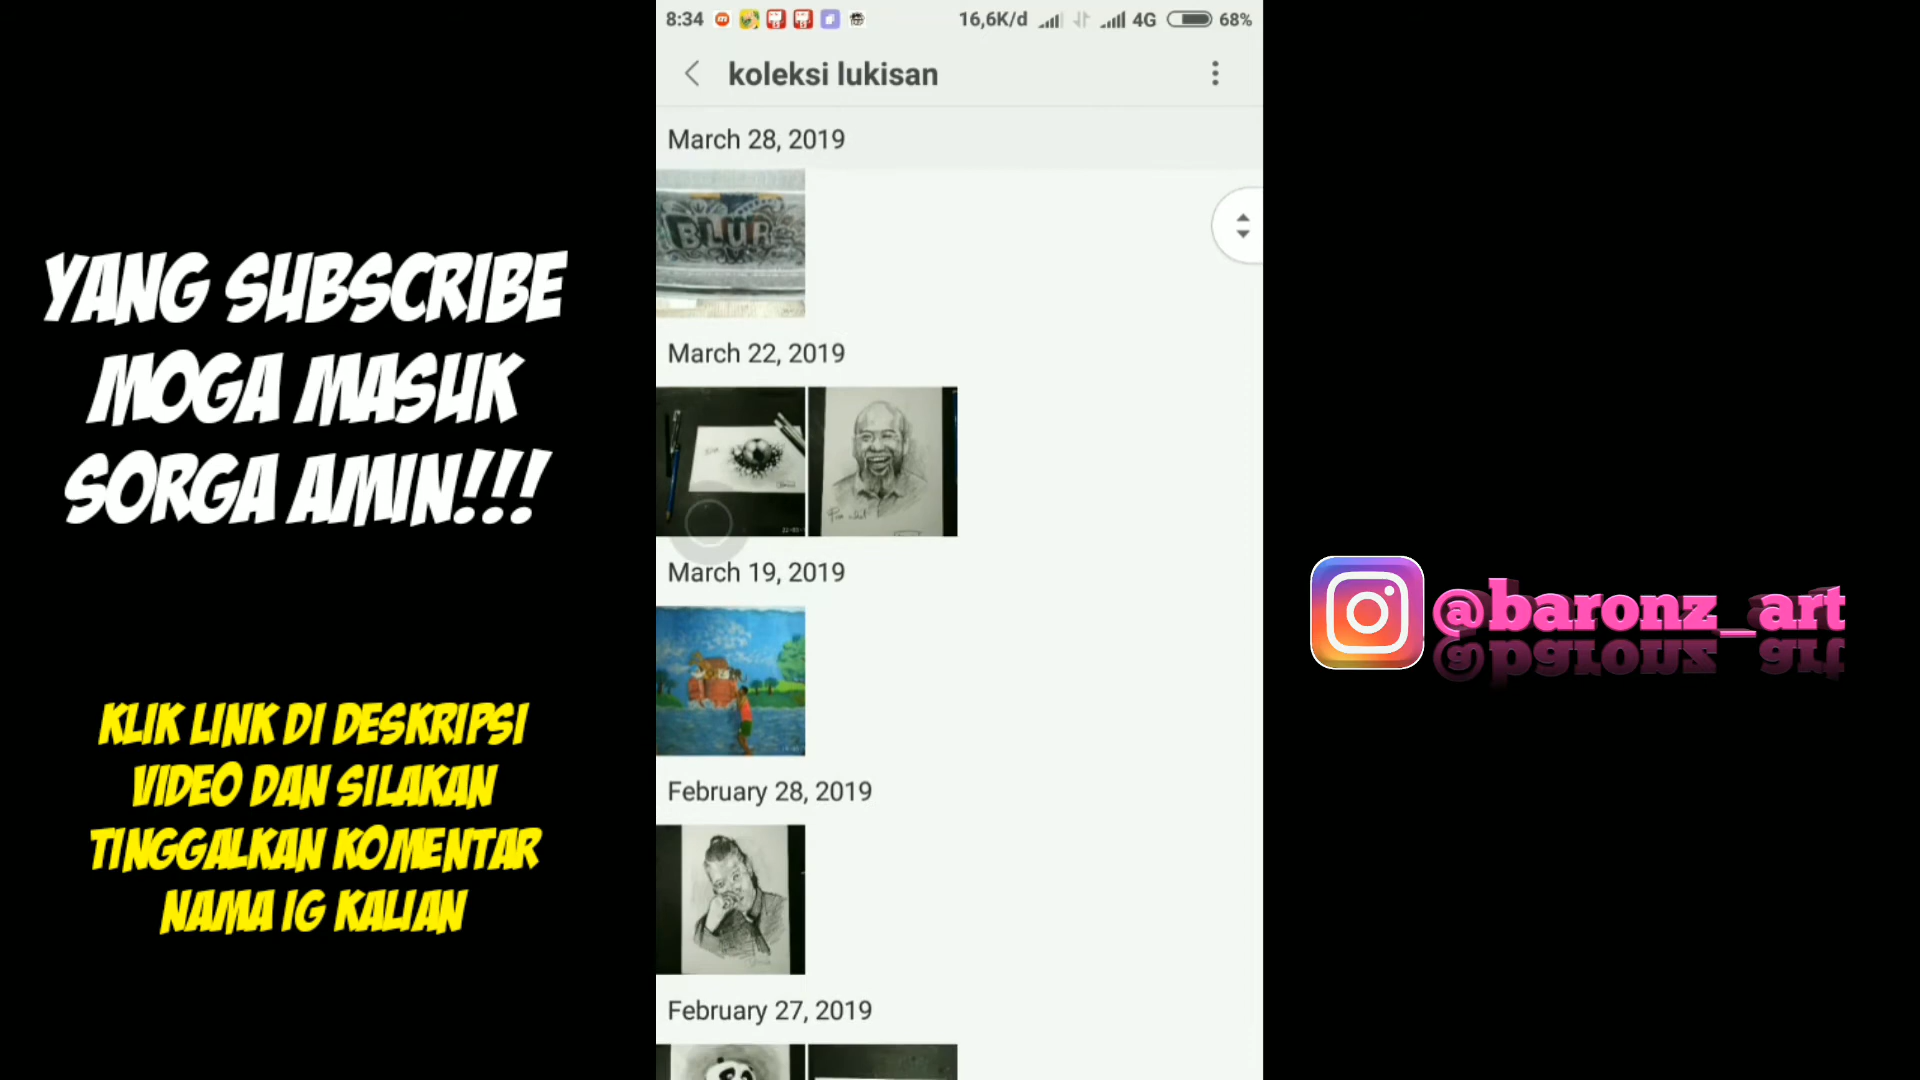 YANG SUBSCRIBE
MOGA MASUK
SORGA AMIN!!!
KLIK LINK DI DESKRIPSI
VIDEO DAN SILAKAN
TINGGALKAN KOMENTAR
NAMA IG KALIAN
8:34 16,6K/d 4G 68%
koleksi lukisan
March 28, 2019
BLUR
March 22, 2019
March 19, 2019
February 28, 2019
February 27, 2019
@baronz_art